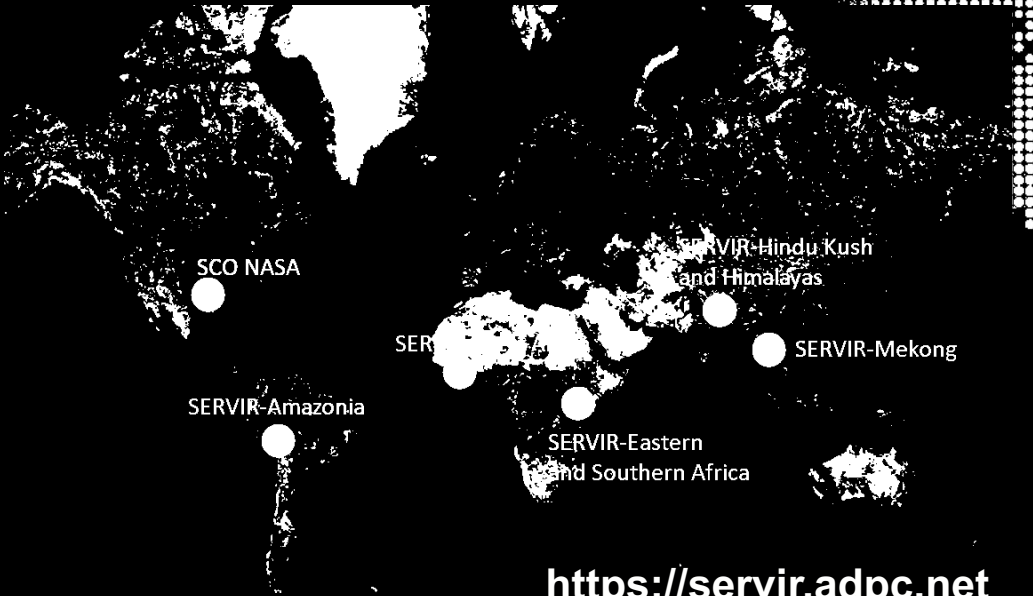 SERVIR-Hindu Kush
and Himalayas
SCO NASA
SERVIR-Mekong
SERVIR-Amazonia
SERVIR-Eastern
and Southern Africa
https://servir.adpc.net